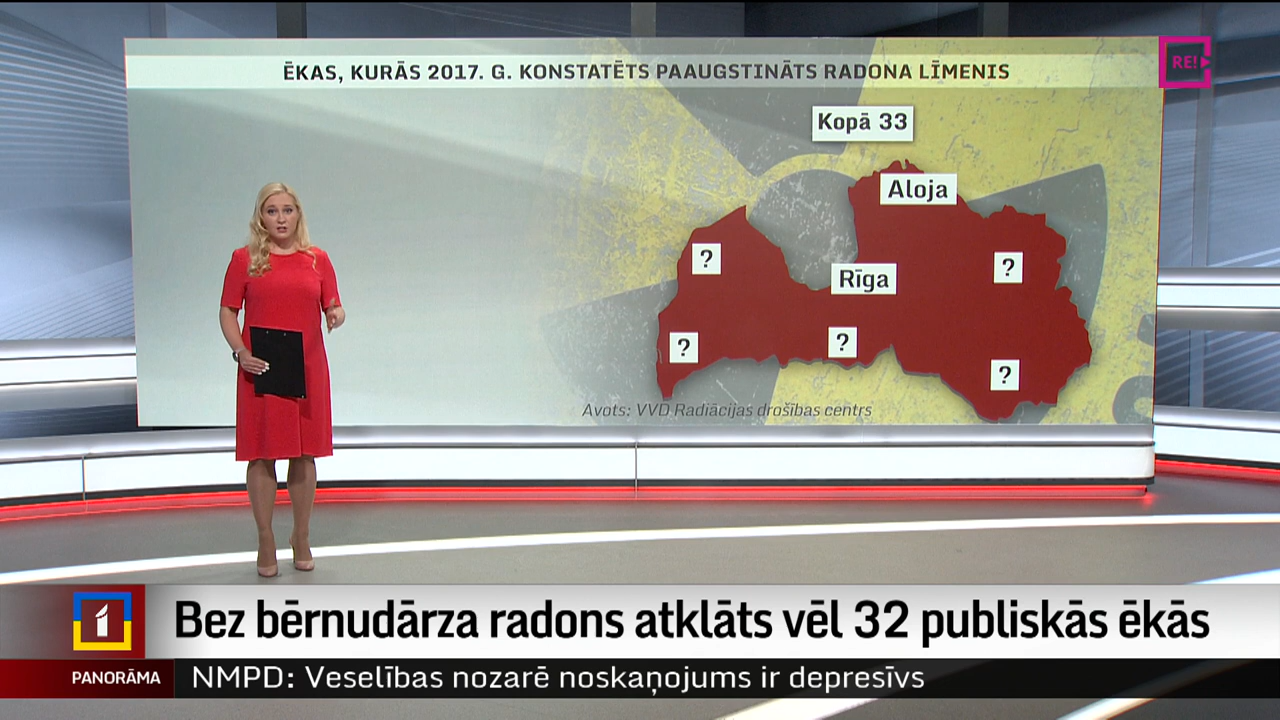 ĒKAS, KURĀS 2017. G. KONSTATĒTS PAAUGSTINĀTS RADONA LĪMENIS
RE!
Kopā 33
Aloja
?
?
Rīga
?
?
?
Avots: VVD Radiācijas drošības centrs
1
Bez bērnudārza radons atklāts vēl 32 publiskās ēkās
PANORĀMA
NMPD: Veselības nozarē noskaņojums ir depresīvs